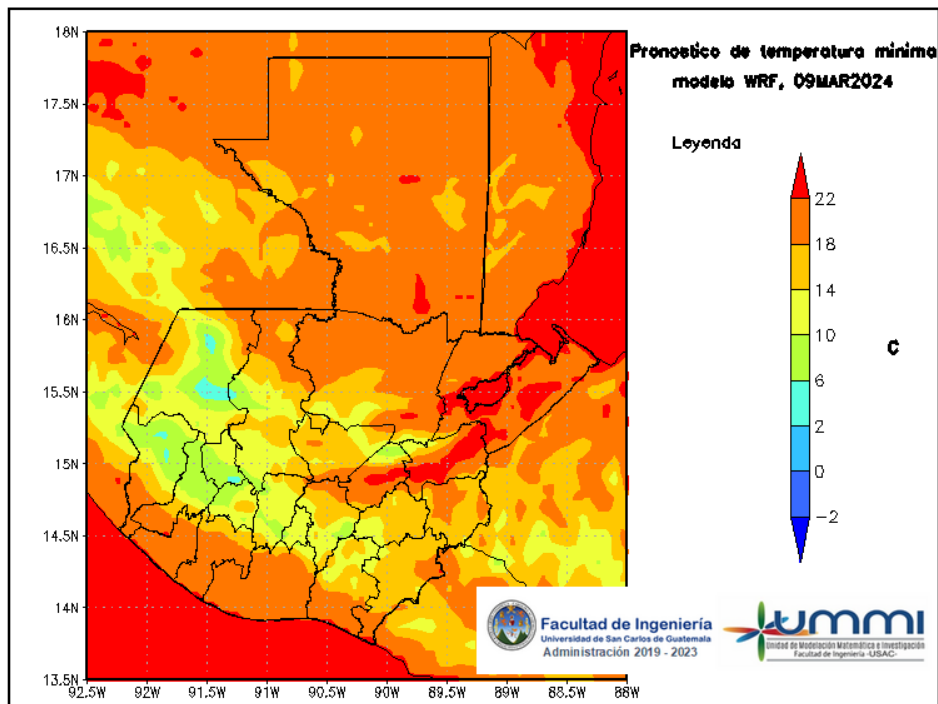 Pronostico de temperatura minima
modelo WRF, 09MAR2024
Leyenda
22
18
14
10
6
2
0
−2
C
18N
17.5N
17N
16.5N
16N
15.5N
15N
14.5N
14N
13.5N
92.5W 92W 91.5W 91W 90.5W 90W 89.5W 89W 88.5W 88W
Facultad de Ingeniería
Universidad de San Carlos de Guatemala
Administración 2019 - 2023
ummi
Unidad de Modelación Matemática e Investigación
Facultad de Ingeniería -USAC-